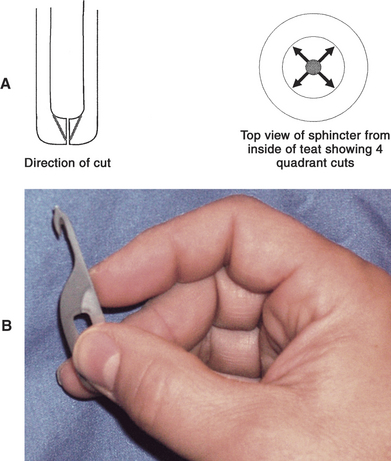 A
Direction of cut
Top view of sphincter from
inside of teat showing 4
quadrant cuts
B